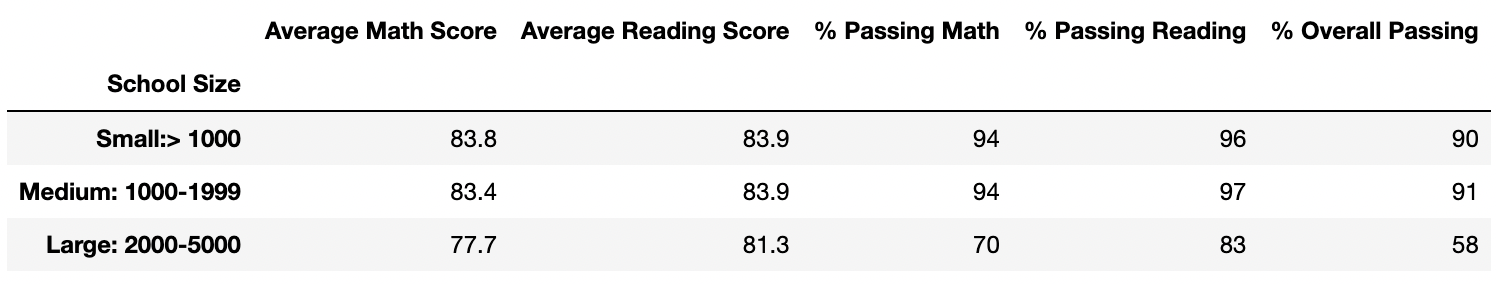 Average Math Score Average Reading Score % Passing Math % Passing Reading % Overall Passing
School Size
Small:> 1000 83.8 83.9 94 96 90
Medium: 1000-1999 83.4 83.9 94 97 91
Large: 2000-5000 77.7 81.3 70 83 58